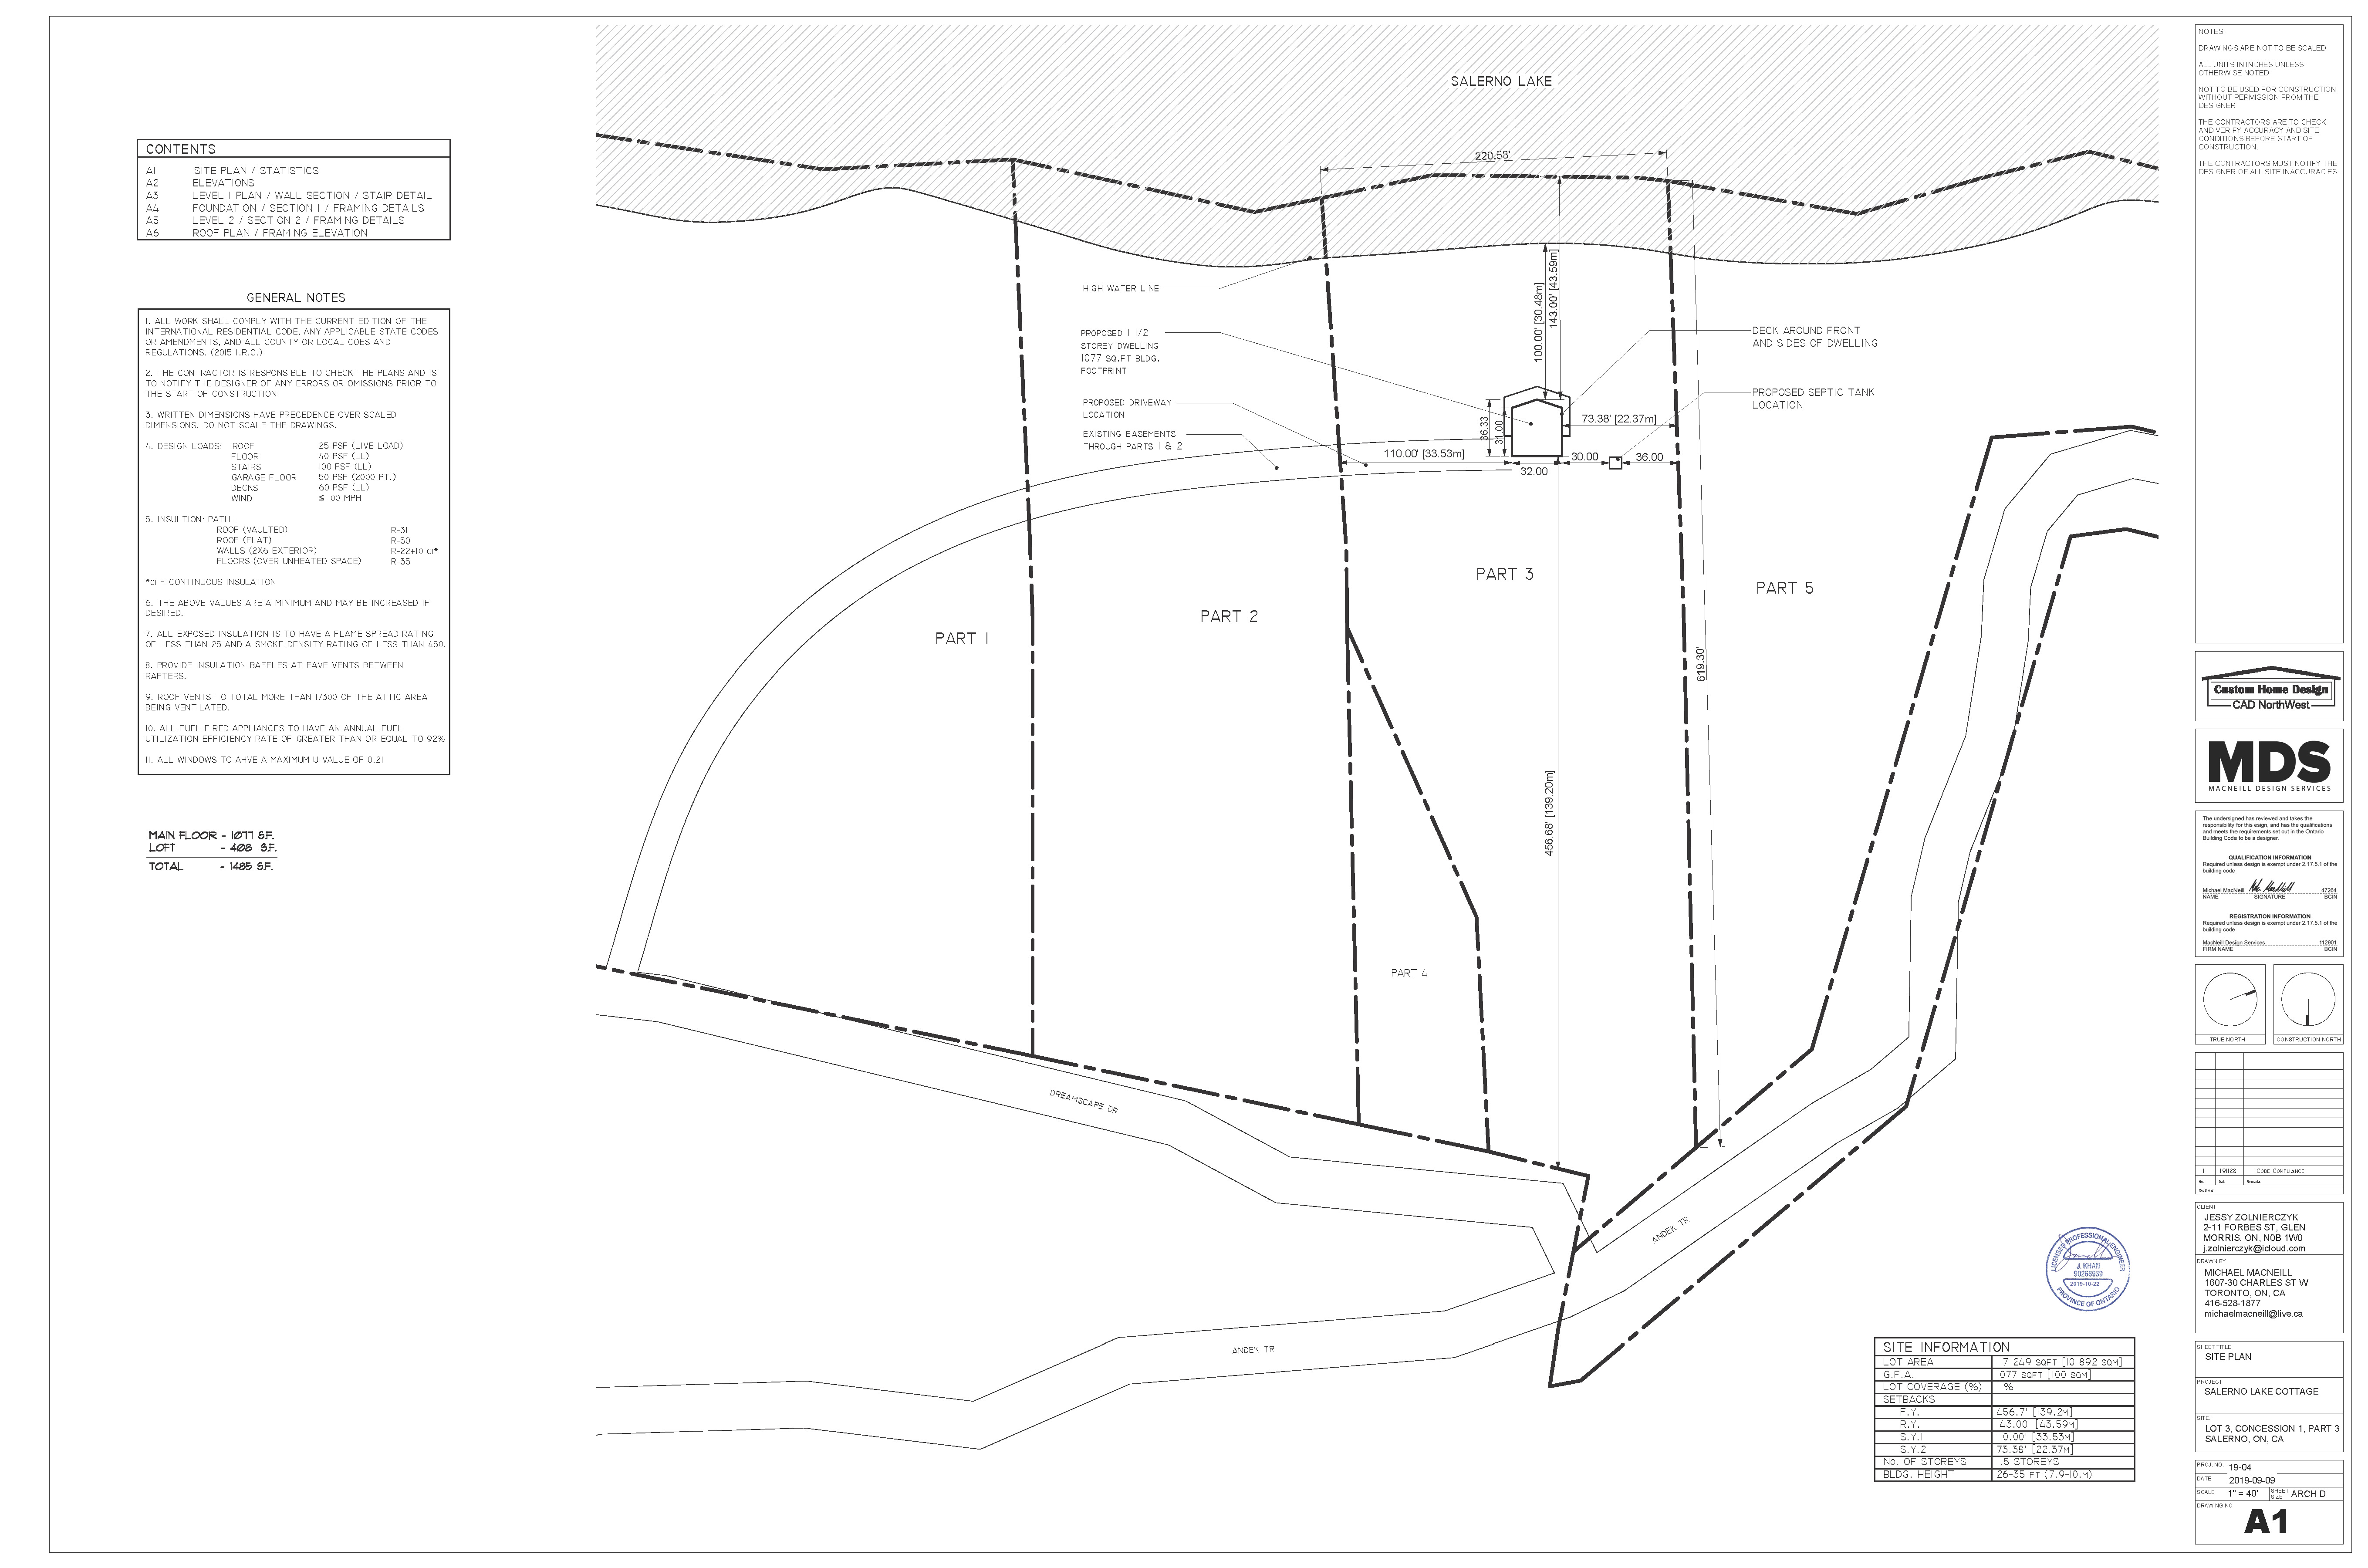 CONTENTS
A1 SITE PLAN / STATISTICS
A2 ELEVATIONS
A3 LEVEL 1 PLAN / WALL SECTION / STAIR DETAIL
A4 FOUNDATION / SECTION 1 / FRAMING DETAILS
A5 LEVEL 2 / SECTION 2 / FRAMING DETAILS
A6 ROOF PLAN / FRAMING ELEVATION
GENERAL NOTES
1. ALL WORK SHALL COMPLY WITH THE CURRENT EDITION OF THE
INTERNATIONAL RESIDENTIAL CODE, ANY APPLICABLE STATE CODES
OR AMENDMENTS, AND ALL COUNTY OR LOCAL COES AND
REGULATIONS. (2015 I.R.C.)
2. THE CONTRACTOR IS RESPONSIBLE TO CHECK THE PLANS AND IS
TO NOTIFY THE DESIGNER OF ANY ERRORS OR OMISSIONS PRIOR TO
THE START OF CONSTRUCTION
3. WRITTEN DIMENSIONS HAVE PRECEDENCE OVER SCALED
DIMENSIONS. DO NOT SCALE THE DRAWINGS.
4. DESIGN LOADS: ROOF 25 PSF (LIVE LOAD)
FLOOR 40 PSF (LL)
STAIRS 100 PSF (LL)
GARAGE FLOOR 50 PSF (2000 PT.)
DECKS 60 PSF (LL)
WIND ≤ 100 MPH
5. INSULTION: PATH 1
ROOF (VAULTED) R-31
ROOF (FLAT) R-50
WALLS (2X6 EXTERIOR) R-22+10 CI*
FLOORS (OVER UNHEATED SPACE) R-35
*CI = CONTINUOUS INSULATION
6. THE ABOVE VALUES ARE A MINIMUM AND MAY BE INCREASED IF
DESIRED.
7. ALL EXPOSED INSULATION IS TO HAVE A FLAME SPREAD RATING
OF LESS THAN 25 AND A SMOKE DENSITY RATING OF LESS THAN 450.
8. PROVIDE INSULATION BAFFLES AT EAVE VENTS BETWEEN
RAFTERS.
9. ROOF VENTS TO TOTAL MORE THAN 1/300 OF THE ATTIC AREA
BEING VENTILATED.
10. ALL FUEL FIRED APPLIANCES TO HAVE AN ANNUAL FUEL
UTILIZATION EFFICIENCY RATE OF GREATER THAN OR EQUAL TO 92%
11. ALL WINDOWS TO AHVE A MAXIMUM U VALUE OF 0.21
MAIN FLOOR - 1077 S.F.
LOFT - 408 S.F.
TOTAL - 1485 S.F.
SALERNO LAKE
220.58'
HIGH WATER LINE
PROPOSED 1 1/2
STOREY DWELLING
1077 SQ.FT BLDG.
FOOTPRINT
PROPOSED DRIVEWAY
LOCATION
EXISTING EASEMENTS
THROUGH PARTS 1 & 2
100.00' [30.48m]
143.00' [43.59m]
DECK AROUND FRONT
AND SIDES OF DWELLING
PROPOSED SEPTIC TANK
LOCATION
36.33
31.00
73.38' [22.37m]
110.00' [33.53m]
32.00
30.00
36.00
PART 1
PART 2
PART 3
PART 4
PART 5
619.30'
456.68' [139.20m]
DREAMSCAPE DR
ANDEK TR
ANDEK TR
LICENSED PROFESSIONAL ENGINEER
J. KHAN
90268939
2019-10-22
PROVINCE OF ONTARIO
SITE INFORMATION
LOT AREA 117 249 SQFT [10 892 SQM]
G.F.A. 1077 SQFT [100 SQM]
LOT COVERAGE (%) 1 %
SETBACKS
F.Y. 456.7' [139.2M]
R.Y. 143.00' [43.59M]
S.Y.1 110.00' [33.53M]
S.Y.2 73.38' [22.37M]
No. OF STOREYS 1.5 STOREYS
BLDG. HEIGHT 26-35 FT (7.9-10.M)
NOTES:
DRAWINGS ARE NOT TO BE SCALED
ALL UNITS IN INCHES UNLESS
OTHERWISE NOTED
NOT TO BE USED FOR CONSTRUCTION
WITHOUT PERMISSION FROM THE
DESIGNER
THE CONTRACTORS ARE TO CHECK
AND VERIFY ACCURACY AND SITE
CONDITIONS BEFORE START OF
CONSTRUCTION.
THE CONTRACTORS MUST NOTIFY THE
DESIGNER OF ALL SITE INACCURACIES.
Custom Home Design
CAD NorthWest
MDS
MACNEILL DESIGN SERVICES
The undersigned has reviewed and takes the
responsibility for this esign, and has the qualifications
and meets the requirements set out in the Ontario
Building Code to be a designer.
QUALIFICATION INFORMATION
Required unless design is exempt under 2.17.5.1 of the
building code
Michael MacNeill 47264
NAME SIGNATURE BCIN
REGISTRATION INFORMATION
Required unless design is exempt under 2.17.5.1 of the
building code
MacNeill Design Services 112901
FIRM NAME BCIN
TRUE NORTH
CONSTRUCTION NORTH
1 191128 CODE COMPLIANCE
No. Date Remarks
CLIENT
JESSY ZOLNIERCZYK
2-11 FORBES ST, GLEN
MORRIS, ON, N0B 1W0
j.zolnierczyk@icloud.com
DRAWN BY
MICHAEL MACNEILL
1607-30 CHARLES ST W
TORONTO, ON, CA
416-528-1877
michaelmacneill@live.ca
SHEET TITLE
SITE PLAN
PROJECT
SALERNO LAKE COTTAGE
SITE
LOT 3, CONCESSION 1, PART 3
SALERNO, ON, CA
PROJ. NO. 19-04
DATE 2019-09-09
SCALE 1" = 40' SHEET SIZE ARCH D
DRAWING NO
A1